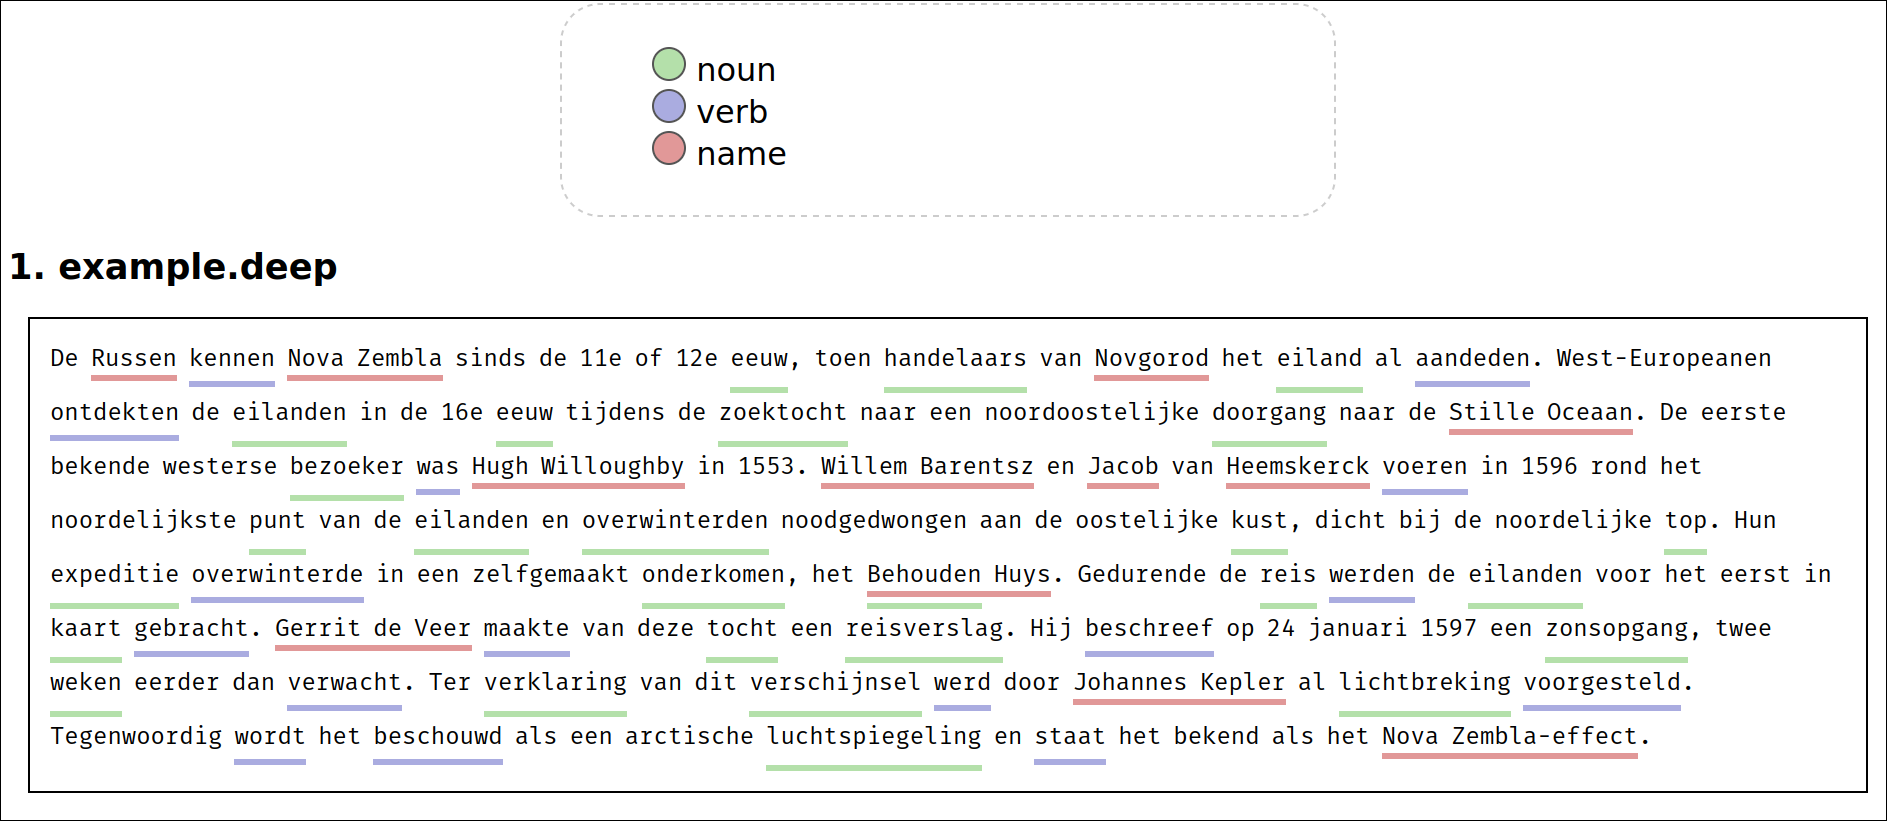 noun
verb
name
1. example.deep
De Russen kennen Nova Zembla sinds de 11e of 12e eeuw, toen handelaars van Novgorod het eiland al aandeden. West-Europeanen
ontdekten de eilanden in de 16e eeuw tijdens de zoektocht naar een noordoostelijke doorgang naar de Stille Oceaan. De eerste
bekende westerse bezoeker was Hugh Willoughby in 1553. Willem Barentsz en Jacob van Heemskerck voeren in 1596 rond het
noordelijkste punt van de eilanden en overwinterden noodgedwongen aan de oostelijke kust, dicht bij de noordelijke top. Hun
expeditie overwinterde in een zelfgemaakt onderkomen, het Behouden Huys. Gedurende de reis werden de eilanden voor het eerst in
kaart gebracht. Gerrit de Veer maakte van deze tocht een reisverslag. Hij beschreef op 24 januari 1597 een zonsopgang, twee
weken eerder dan verwacht. Ter verklaring van dit verschijnsel werd door Johannes Kepler al lichtbreking voorgesteld.
Tegenwoordig wordt het beschouwd als een arctische luchtspiegeling en staat het bekend als het Nova Zembla-effect.